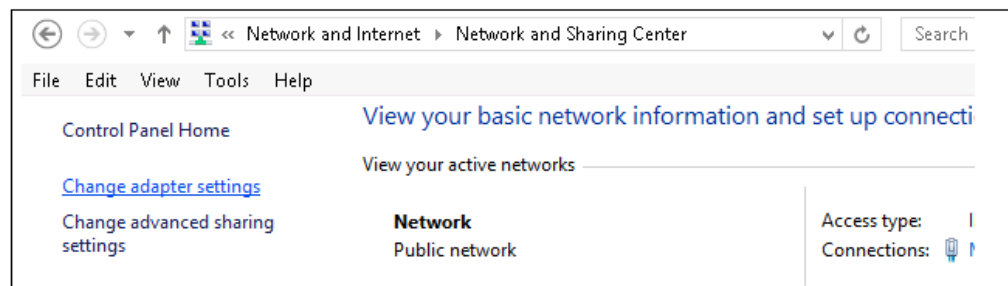 « Network and Internet ▸ Network and Sharing Center Search
File Edit View Tools Help
Control Panel Home
View your basic network information and set up
View your active networks
Change adapter settings
Change advanced sharing
settings
Network
Public network
Access type:
Connections: